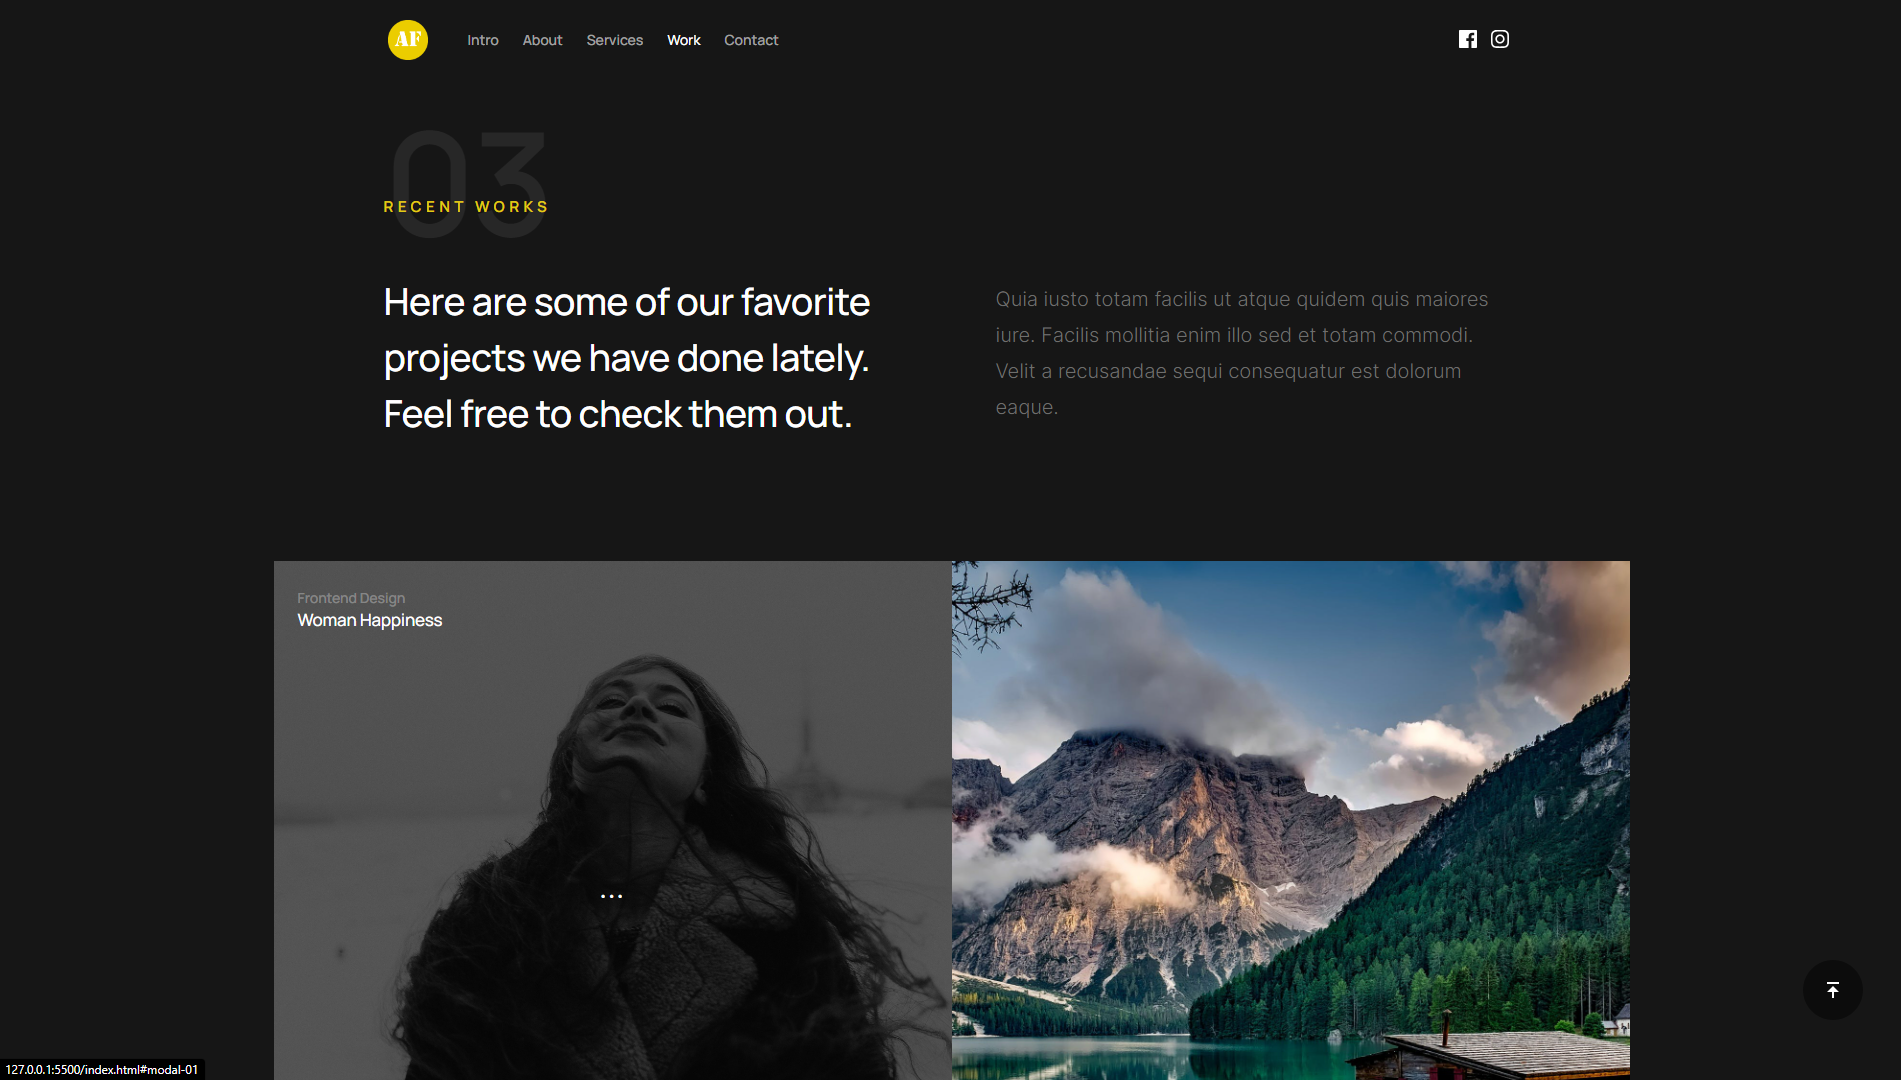 AF
Intro About Services Work Contact
03
RECENT WORKS
Here are some of our favorite
projects we have done lately.
Feel free to check them out.
Quia iusto totam facilis ut atque quidem quis maiores
iure. Facilis mollitia enim illo sed et totam commodi.
Velit a recusandae sequi consequatur est dolorum
eaque.
Frontend Design
Woman Happiness
...
127.0.0.1:5500/index.html#modal-01